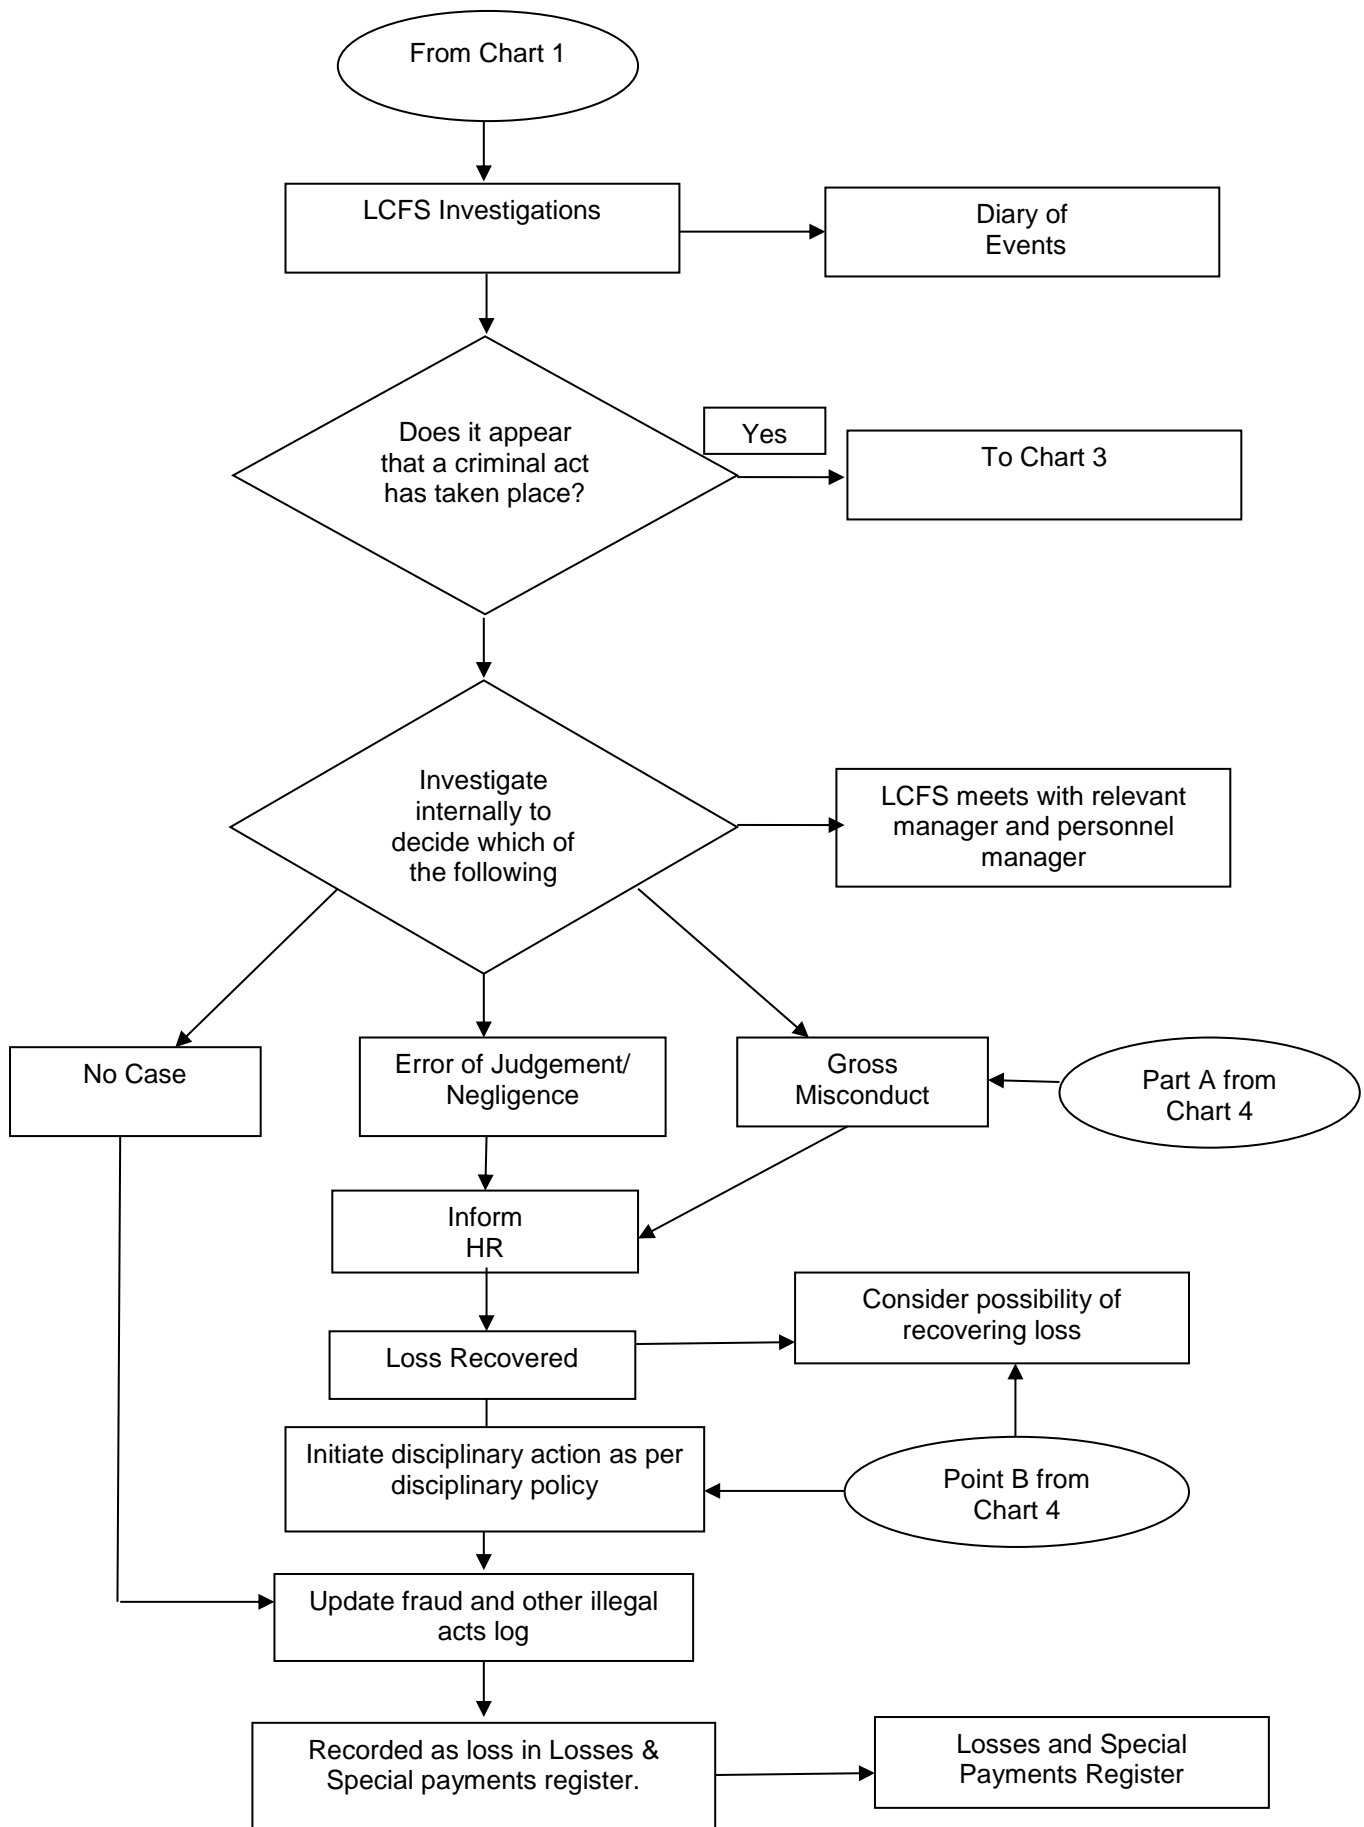 From Chart 1
LCFS Investigations
Diary of
Events
Does it appear
that a criminal act
has taken place?
Yes
To Chart 3
Investigate
internally to
decide which of
the following
LCFS meets with relevant
manager and personnel
manager
No Case
Error of Judgement/
Negligence
Gross
Misconduct
Part A from
Chart 4
Inform
HR
Consider possibility of
recovering loss
Loss Recovered
Initiate disciplinary action as per
disciplinary policy
Point B from
Chart 4
Update fraud and other illegal
acts log
Recorded as loss in Losses &
Special payments register.
Losses and Special
Payments Register